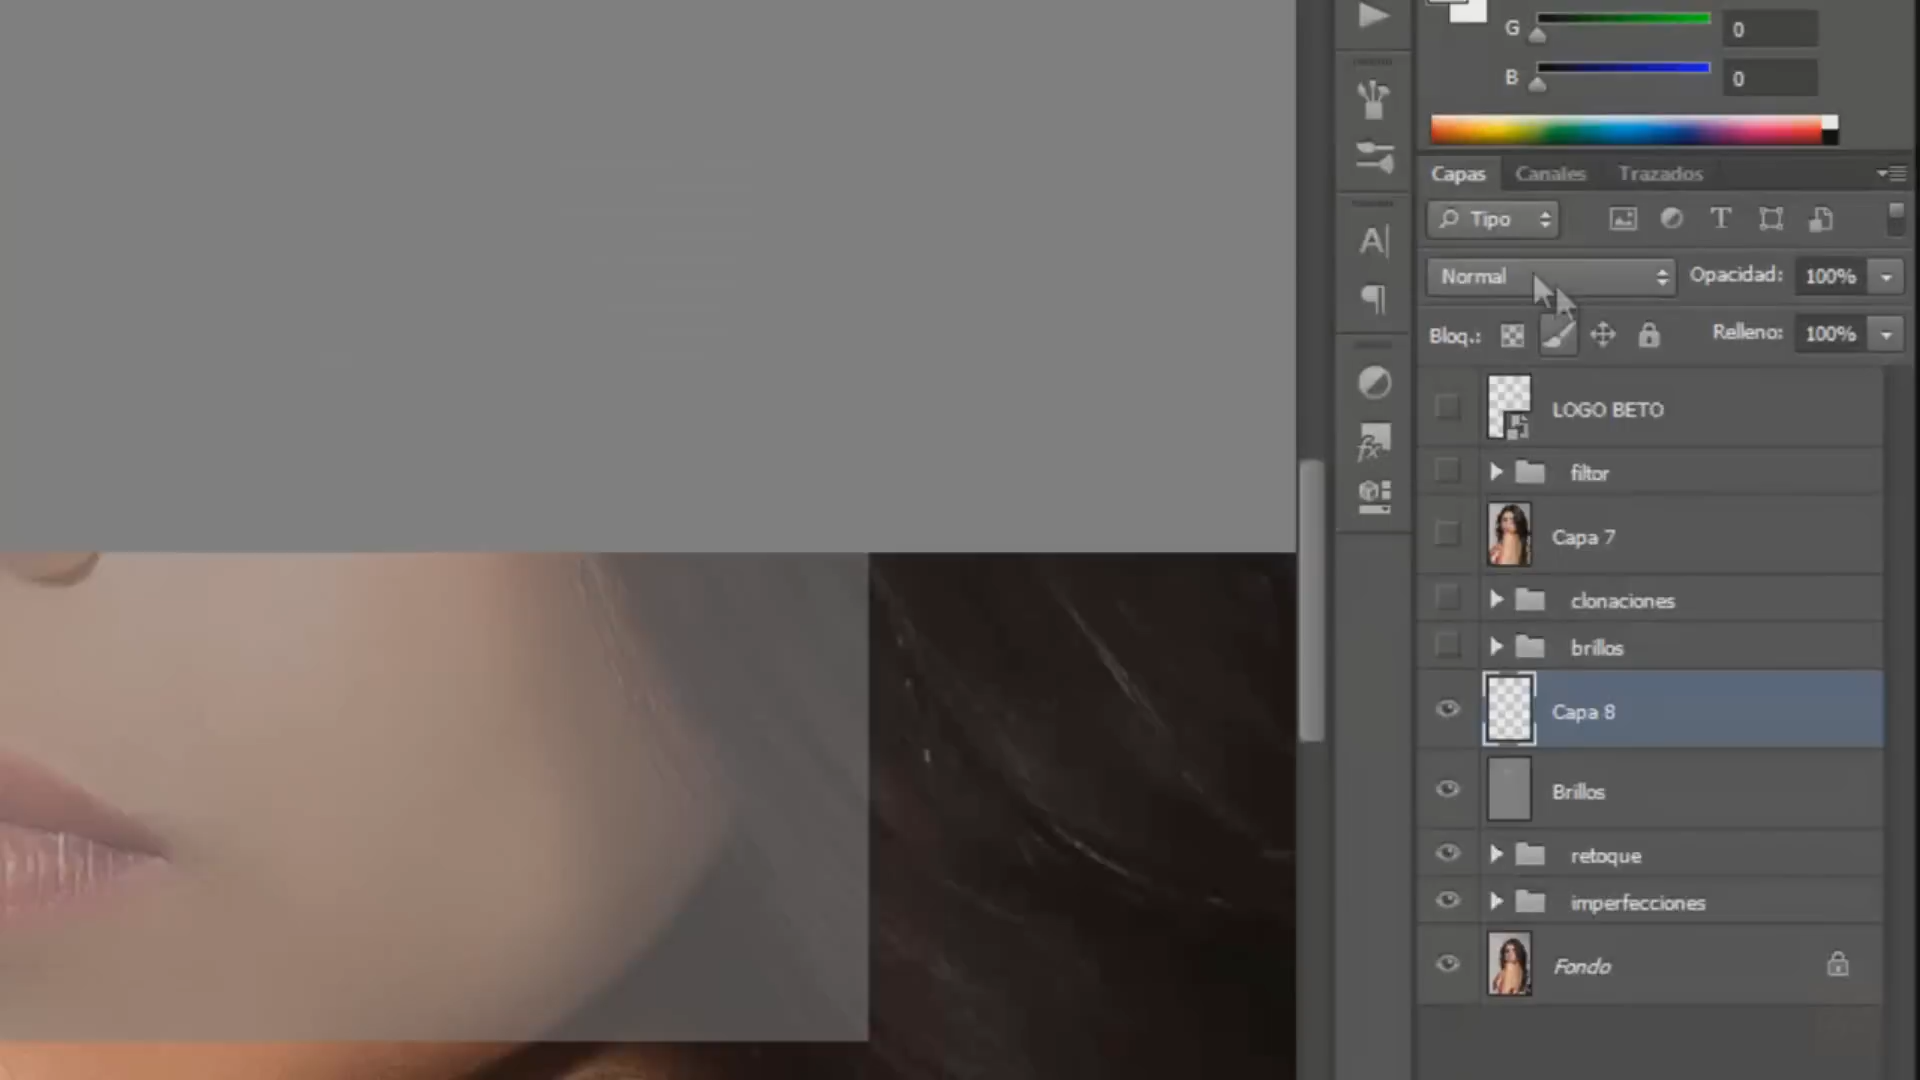 G 0
B 0
Capas Canales Trazados
Tipo T
Normal Opacidad: 100%
Bloq.: Relleno: 100%
LOGO BETO
filtor
Capa 7
clonaciones
brillos
Capa 8
Brillos
retoque
imperfecciones
Fondo
A
fx